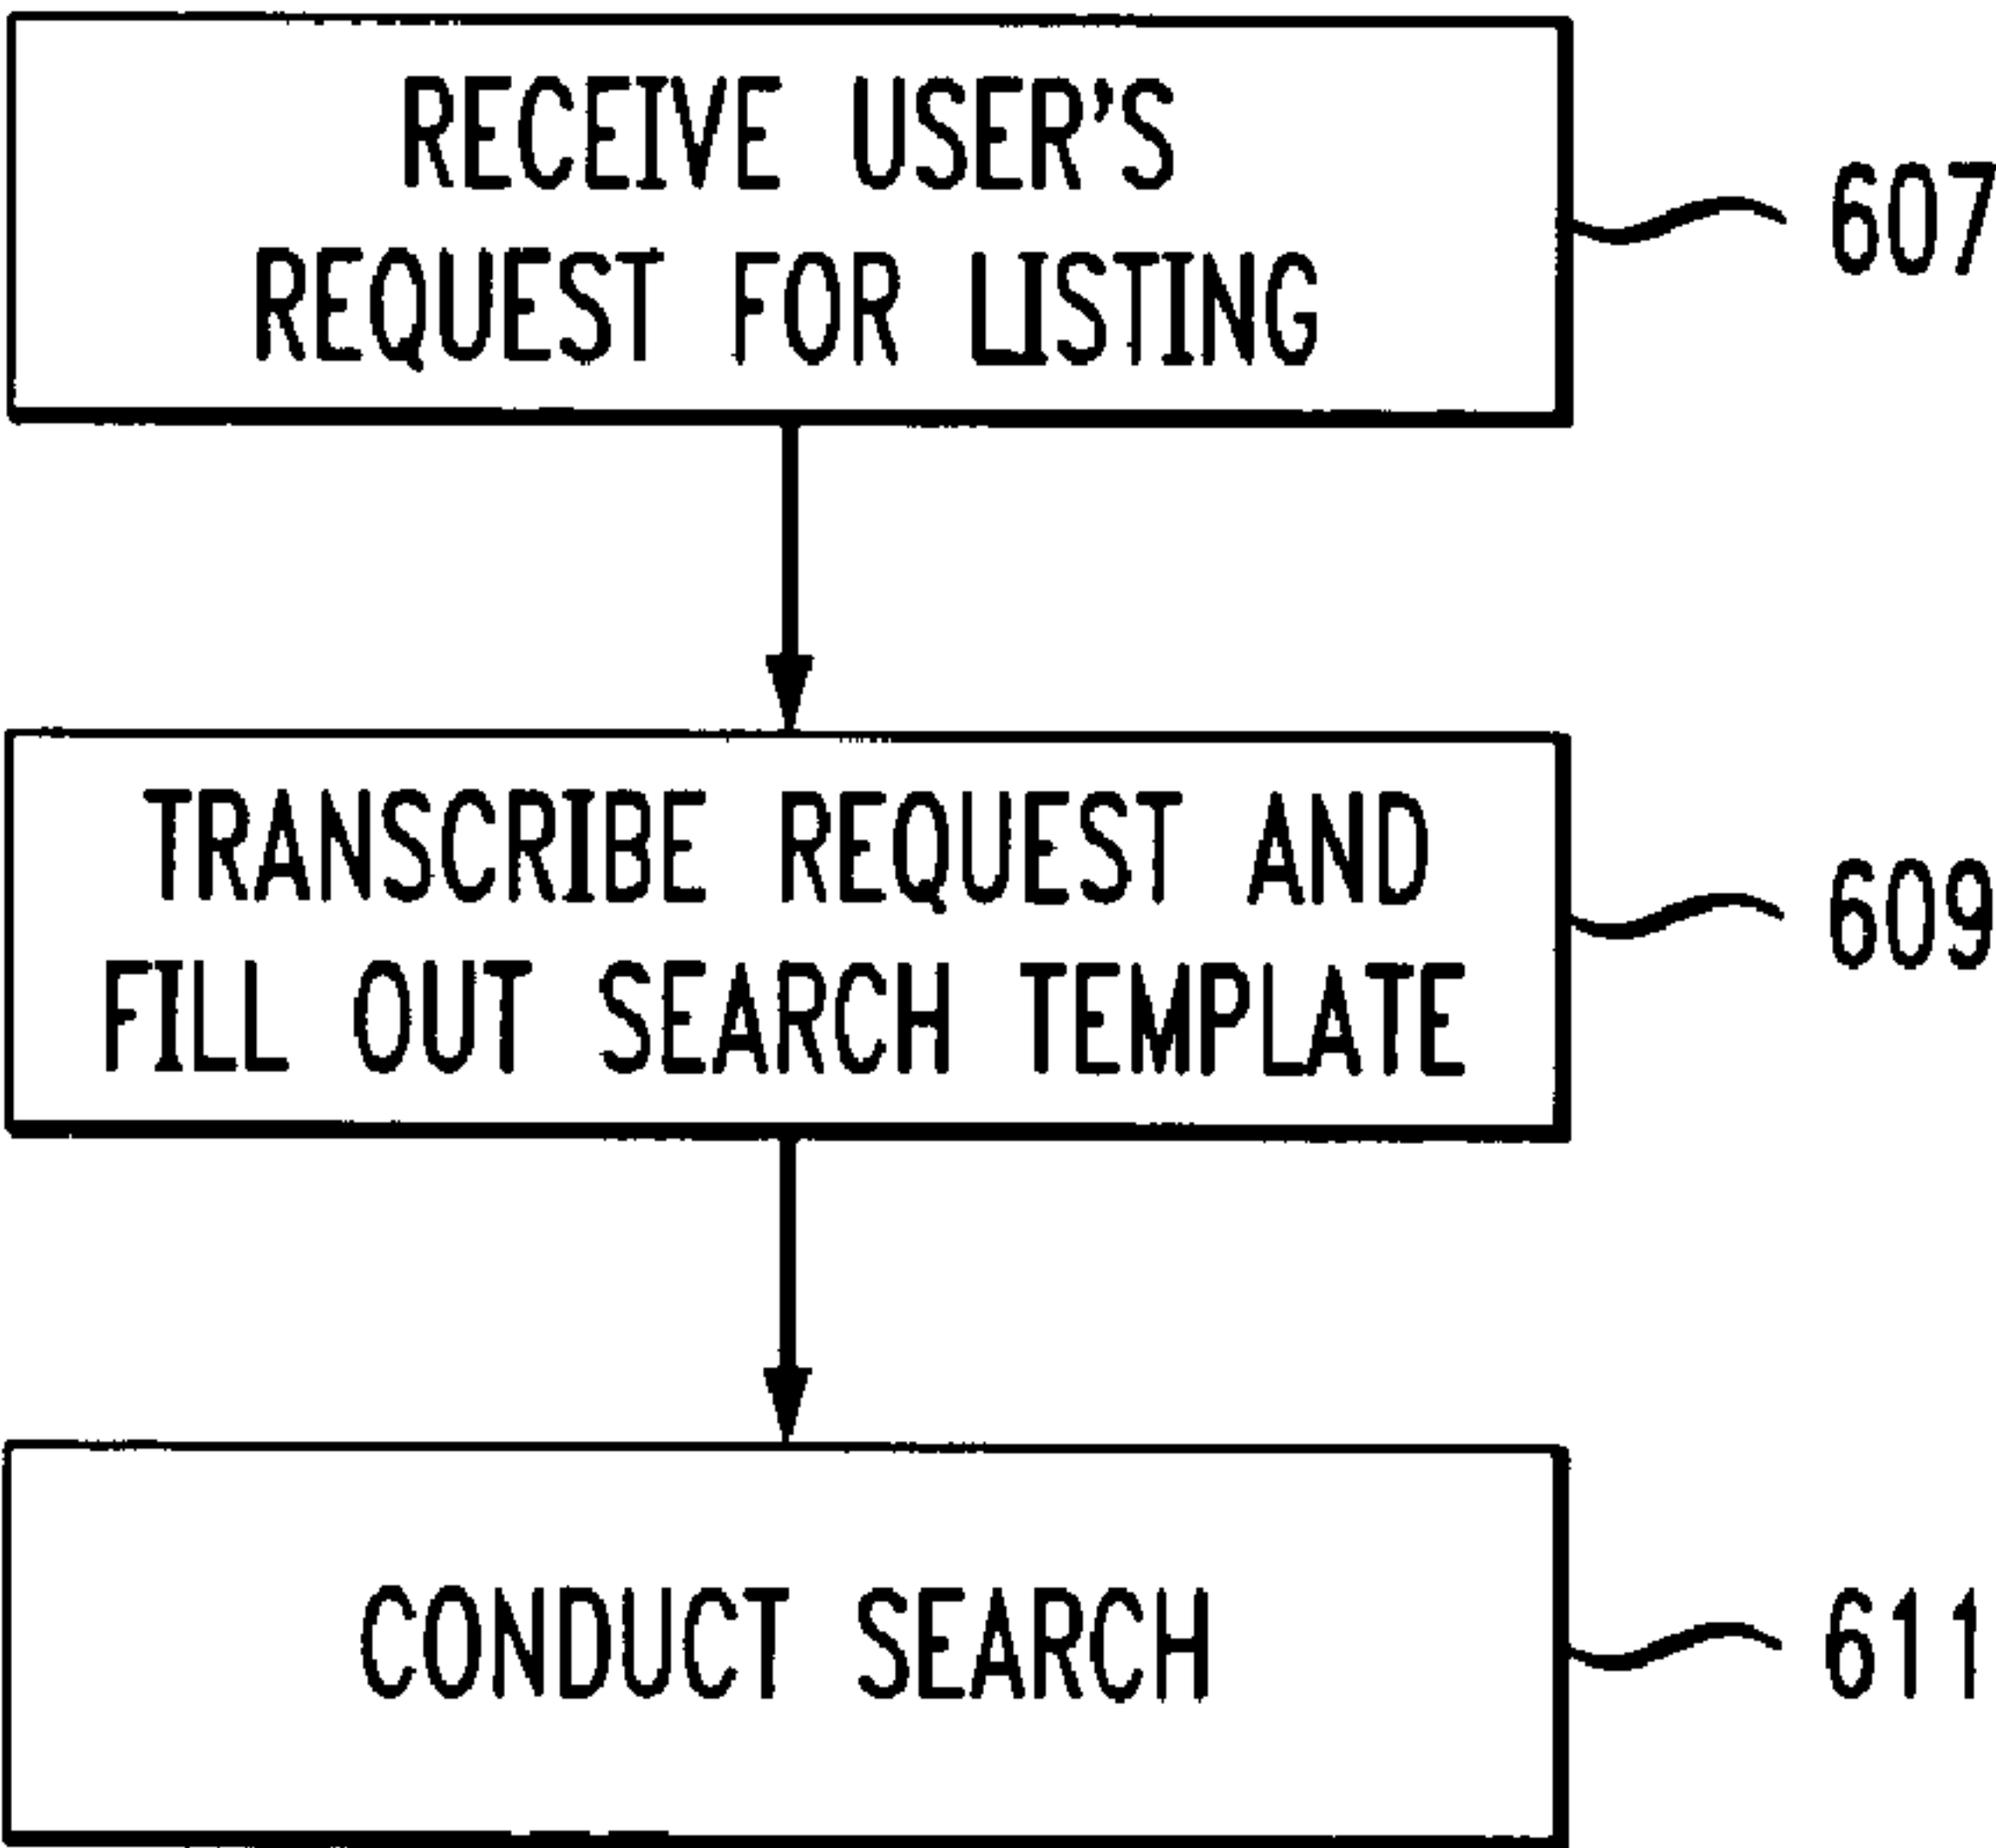 RECEIVE USER'S
REQUEST FOR LISTING
607
TRANSCRIBE REQUEST AND
FILL OUT SEARCH TEMPLATE
609
CONDUCT SEARCH
611